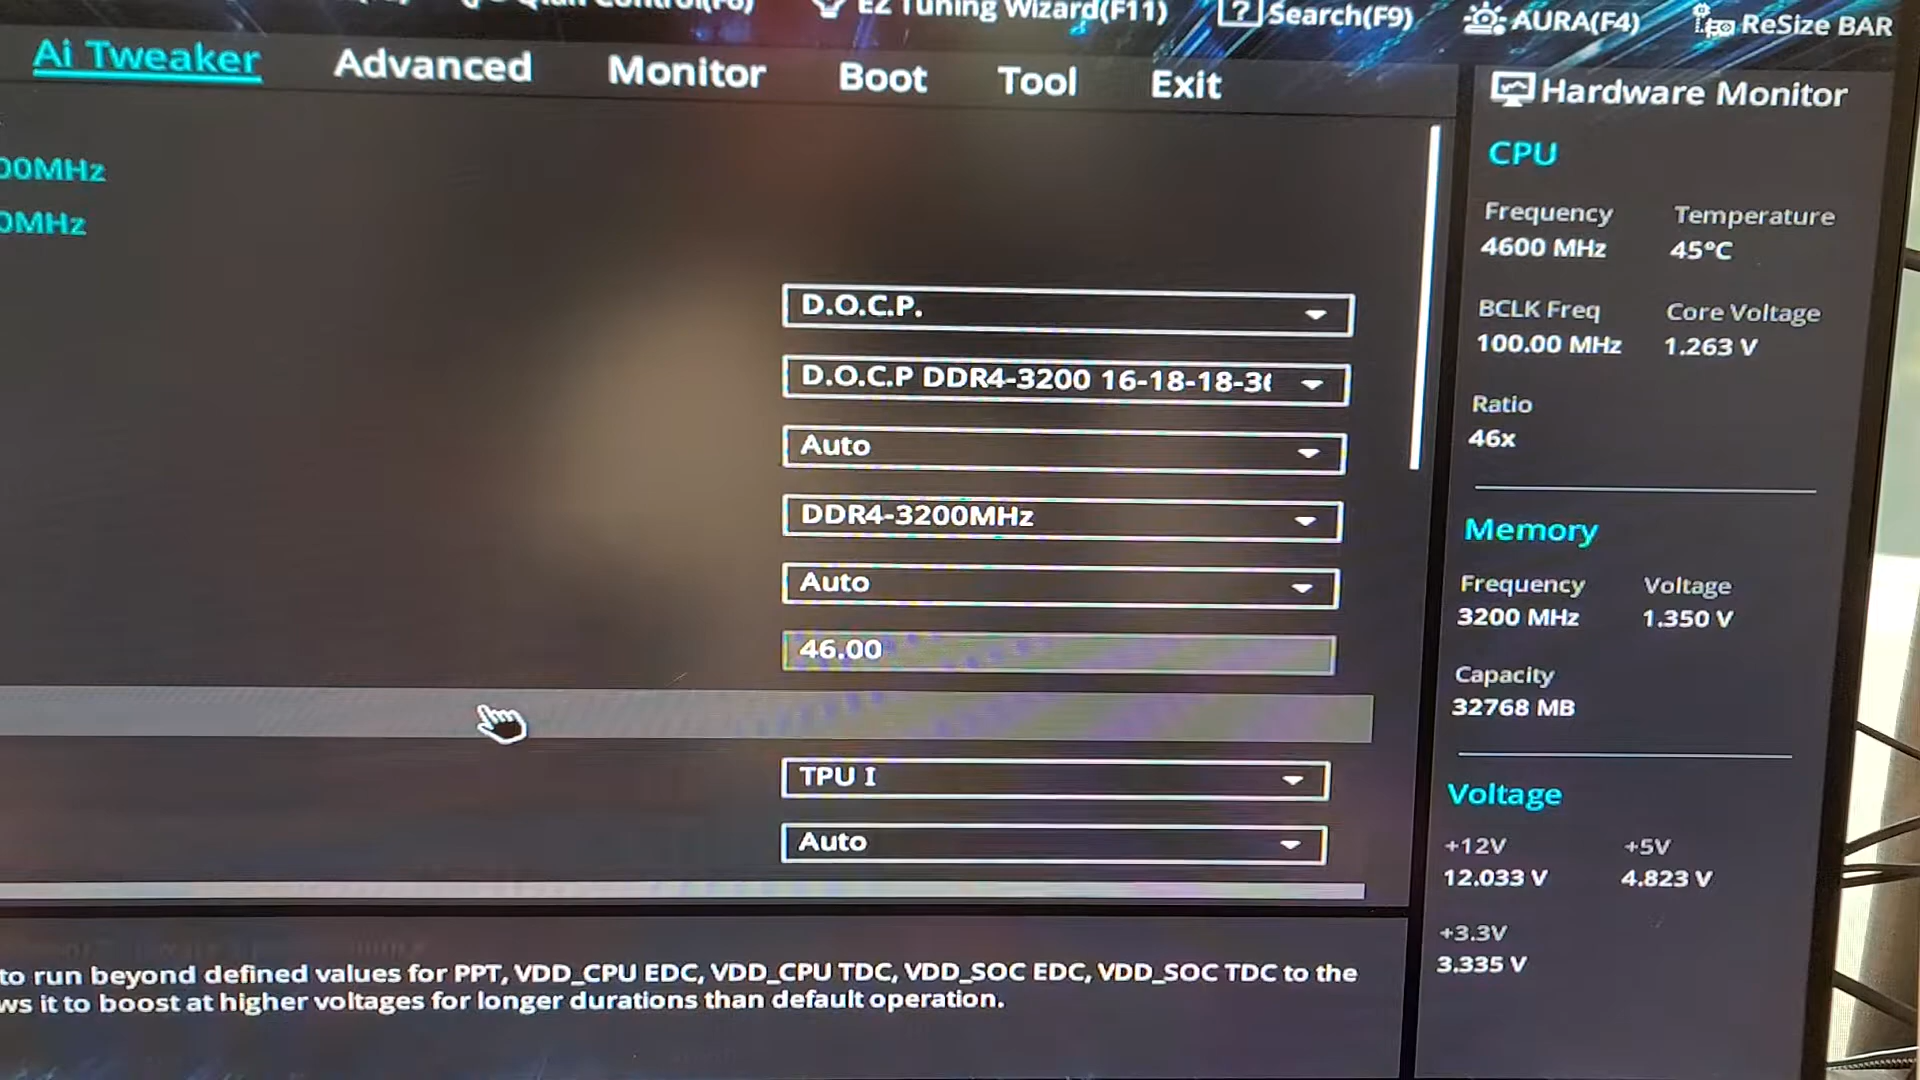 EZ Tuning Wizard(F11)
Search(F9)
AURA(F4)
ReSize BAR
Ai Tweaker
Advanced
Monitor
Boot
Tool
Exit
00MHz
0MHz
D.O.C.P.
D.O.C.P DDR4-3200 16-18-18-3
Auto
DDR4-3200MHz
Auto
46.00
TPU I
Auto
to run beyond defined values for PPT, VDD_CPU EDC, VDD_CPU TDC, VDD_SOC EDC, VDD_SOC TDC to the
ws it to boost at higher voltages for longer durations than default operation.
Hardware Monitor
CPU
Frequency
Temperature
4600 MHz
45°C
BCLK Freq
Core Voltage
100.00 MHz
1.263 V
Ratio
46x
Memory
Frequency
Voltage
3200 MHz
1.350 V
Capacity
32768 MB
Voltage
+12V
+5V
12.033 V
4.823 V
+3.3V
3.335 V